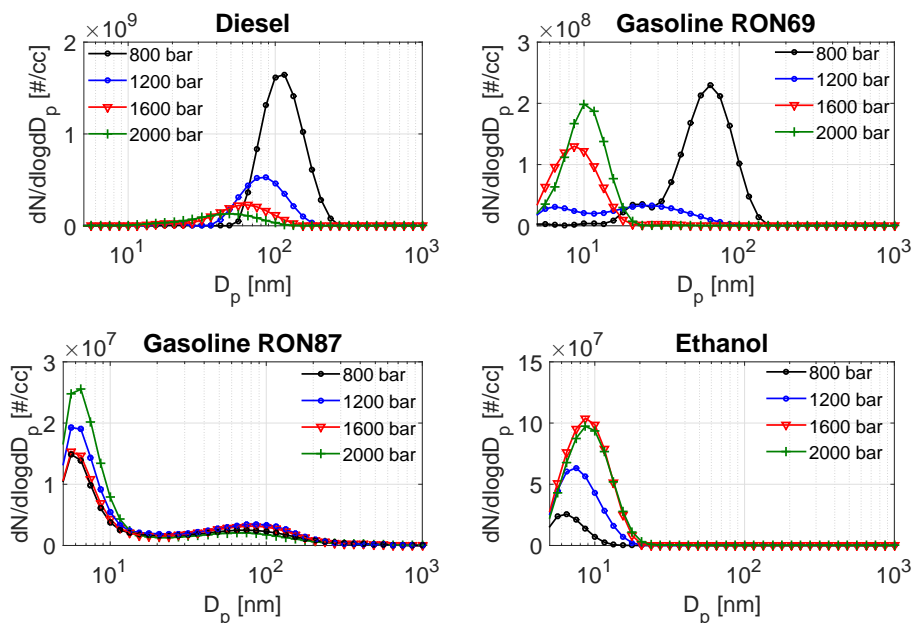 Diesel
×10^9
dN/dlogdD_p [#/cc]
2
1
0
800 bar
1200 bar
1600 bar
2000 bar
10^1 10^2 10^3
D_p [nm]
Gasoline RON69
×10^8
dN/dlogdD_p [#/cc]
3
2
1
0
800 bar
1200 bar
1600 bar
2000 bar
10^1 10^2 10^3
D_p [nm]
Gasoline RON87
×10^7
dN/dlogdD_p [#/cc]
3
2
1
0
800 bar
1200 bar
1600 bar
2000 bar
10^1 10^2 10^3
D_p [nm]
Ethanol
×10^7
dN/dlogdD_p [#/cc]
15
10
5
0
800 bar
1200 bar
1600 bar
2000 bar
10^1 10^2 10^3
D_p [nm]